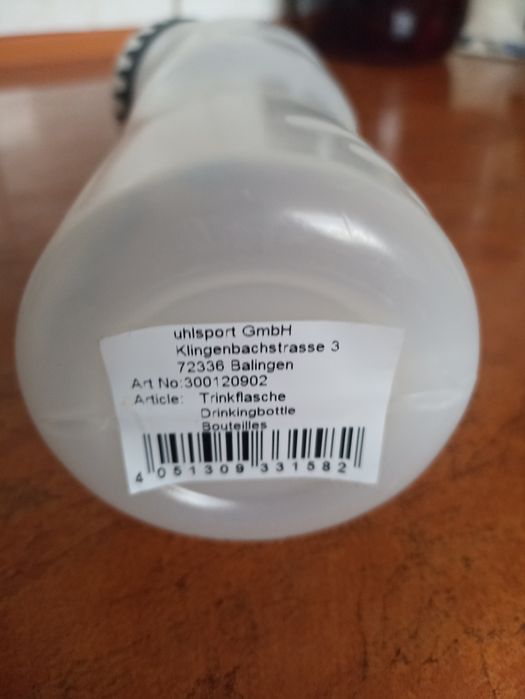 uhlsport GmbH
Klingenbachstrasse 3
72336 Balingen
Art.No:300120902
Article: Trinkflasche
Drinkingbottle
Bouteilles
4 051309 331582